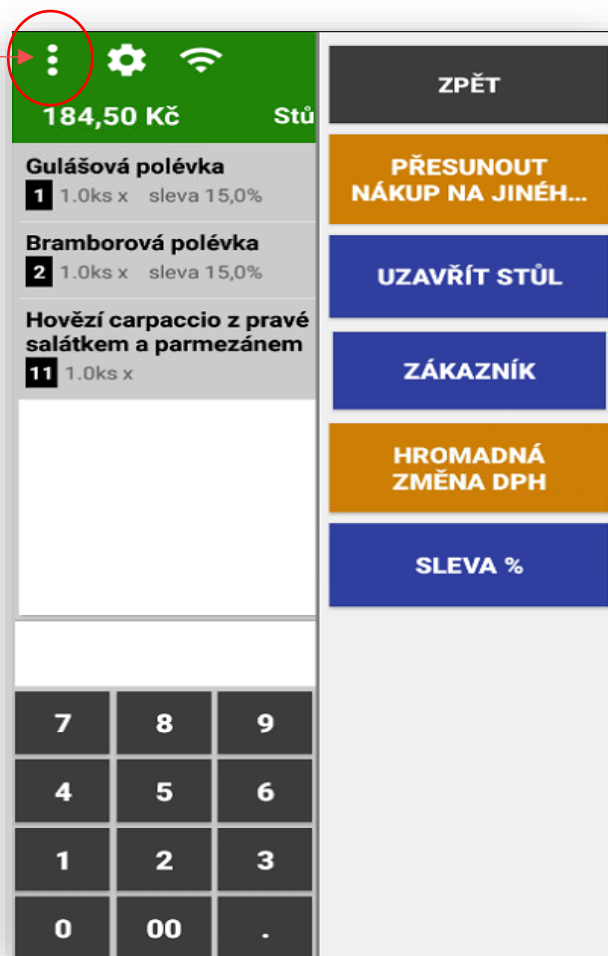 184,50 Kč Stů
Gulášová polévka
1 1.0ks x sleva 15,0%
Bramborová polévka
2 1.0ks x sleva 15,0%
Hovězí carpaccio z pravé
salátkem a parmezánem
11 1.0ks x
7 8 9
4 5 6
1 2 3
0 00 .
ZPĚT
PŘESUNOUT
NÁKUP NA JINÉH...
UZAVŘÍT STŮL
ZÁKAZNÍK
HROMADNÁ
ZMĚNA DPH
SLEVA %